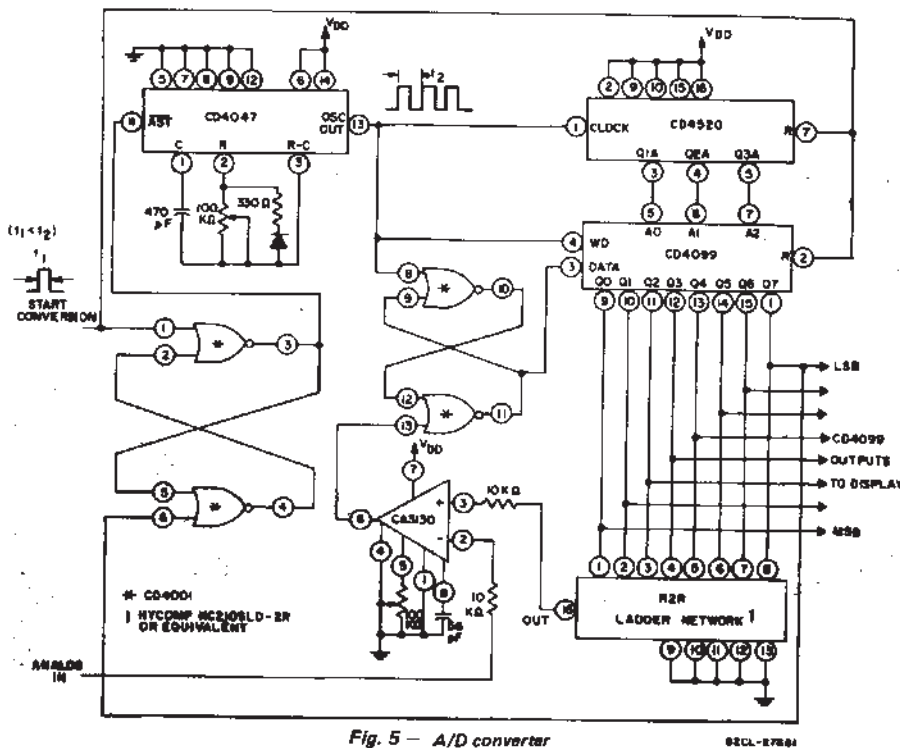 VDD
VDD
t2
5 7 8 9 12 6 14
2 9 10 15 16
CD4047
OSC
OUT
13
AST
1 CLOCK CD4520 R 7
Q1A Q2A Q3A
C R R-C
1 2 3
3 4 5
470
pF
100
KΩ
330Ω
5 6 7
A0 A1 A2
4 WD CD4099 R 2
3 DATA
Q0 Q1 Q2 Q3 Q4 Q5 Q6 Q7
9 10 11 12 13 14 15 1
(t1<t2)
t1
START
CONVERSION
8
9
*
10
1
2
*
3
LSB
12
13
*
11
CD4099
OUTPUTS
TO DISPLAY
MSB
VDD
7
5
6
*
4
6 CA3130 + 3 10KΩ
- 2
4 5 1 8
10
KΩ
pF
1 2 3 4 5 6 7 8
R2R
LADDER NETWORK 1
OUT 16
9 10 11 12 13
* CD4001
1 HYCOMP HC210SLD-2R
OR EQUIVALENT
ANALOG
IN
Fig. 5 — A/D converter